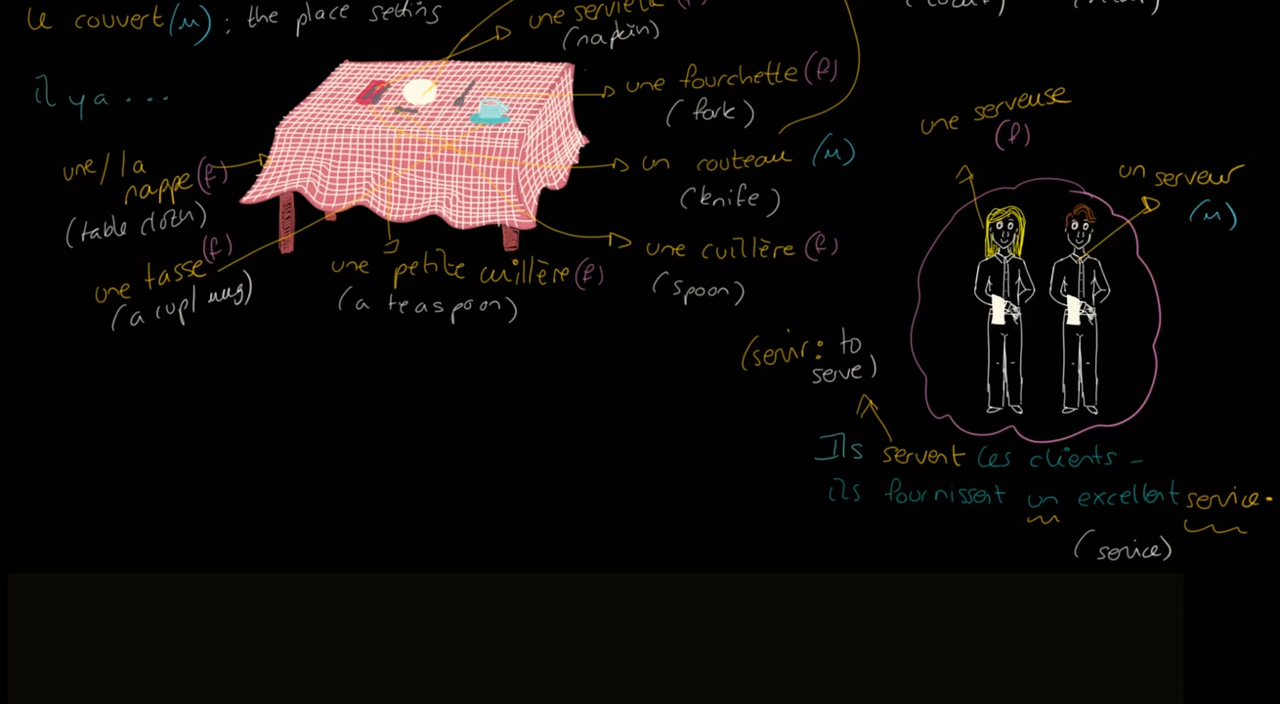 le couvert (m) : the place setting
une serviette (f)
(napkin)
il y a ...
une fourchette (f)
(fork)
une / la
nappe (f)
(table cloth)
un couteau (m)
(knife)
une tasse (f)
(a cup/mug)
une petite cuillère (f)
(a teaspoon)
une cuillère (f)
(spoon)
une serveuse
(f)
un serveur
(m)
(servir: to
serve)
Ils servent les clients -
ils fournissent un excellent service.
(service)